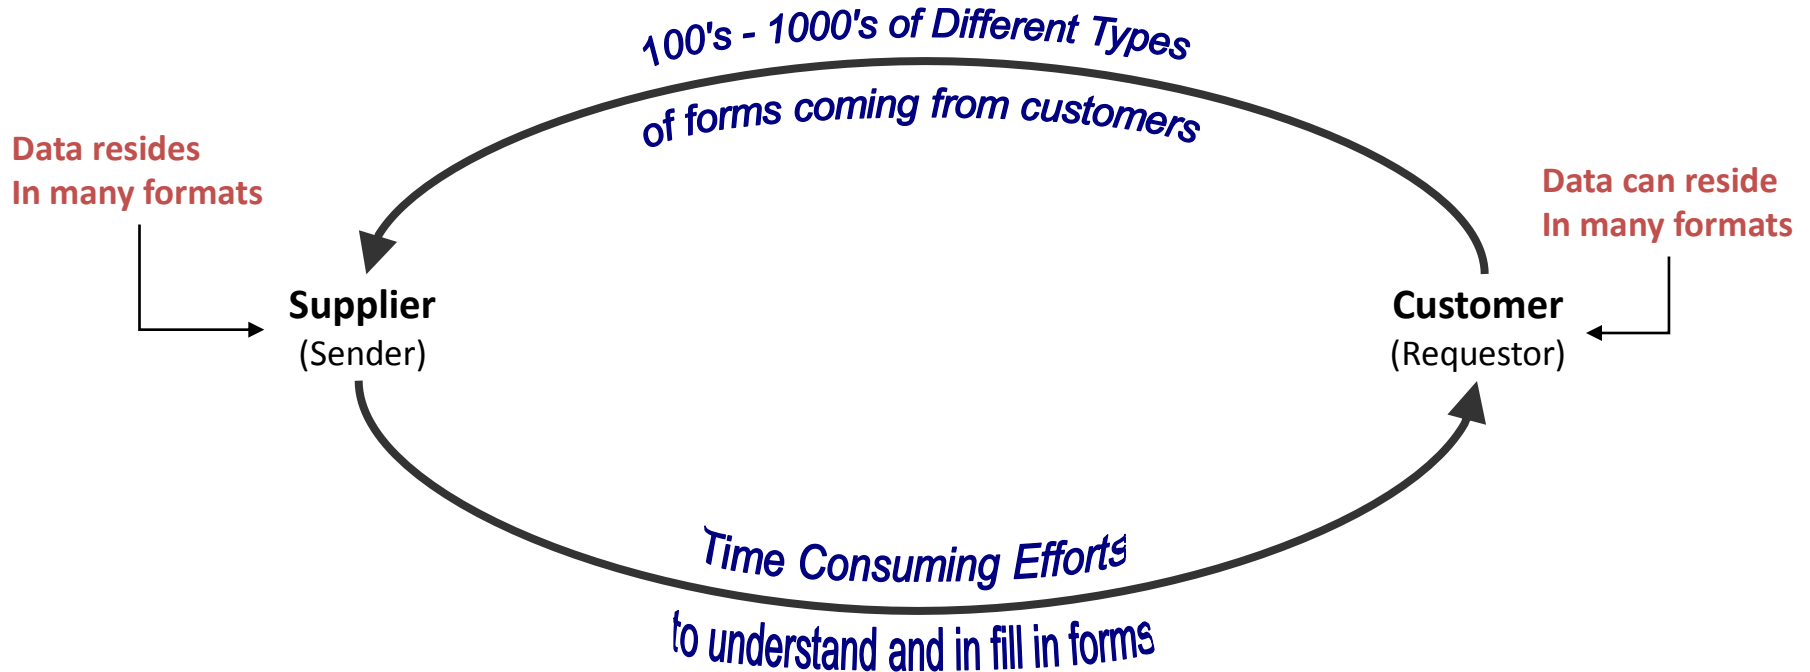 100's - 1000's of Different Types
of forms coming from customers
Data resides
In many formats
Data can reside
In many formats
Supplier
(Sender)
Customer
(Requestor)
Time Consuming Efforts
to understand and in fill in forms